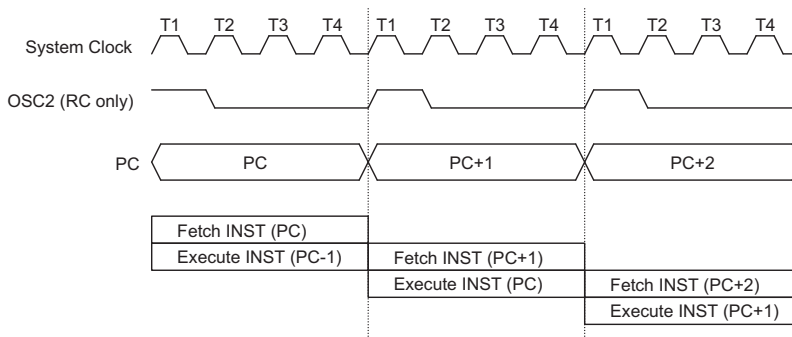 T1 T2 T3 T4 T1 T2 T3 T4 T1 T2 T3 T4
System Clock
OSC2 (RC only)
PC PC PC+1 PC+2
Fetch INST (PC)
Execute INST (PC-1) Fetch INST (PC+1)
Execute INST (PC) Fetch INST (PC+2)
Execute INST (PC+1)